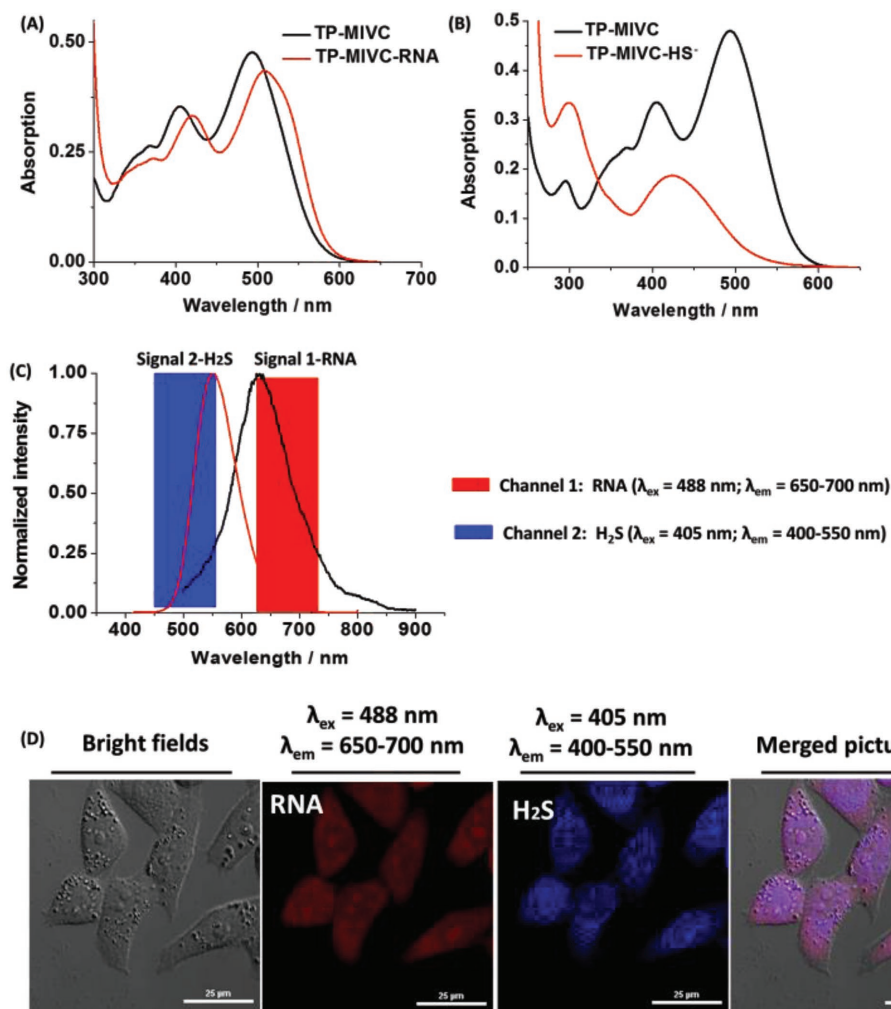 (A)
TP-MIVC
TP-MIVC-RNA
0.50
0.25
0.00
Absorption
300 400 500 600 700
Wavelength / nm
(B)
TP-MIVC
TP-MIVC-HS⁻
0.5
0.4
0.3
0.2
0.1
0.0
Absorption
300 400 500 600
Wavelength / nm
(C)
Signal 2-H2S Signal 1-RNA
1.00
0.75
0.50
0.25
0.00
Normalized intensity
400 500 600 700 800 900
Wavelength / nm
Channel 1: RNA (λex = 488 nm; λem = 650-700 nm)
Channel 2: H₂S (λex = 405 nm; λem = 400-550 nm)
(D)
Bright fields
λex = 488 nm
λem = 650-700 nm
λex = 405 nm
λem = 400-550 nm
Merged pictu
RNA
H2S
25 μm
25 μm
25 μm